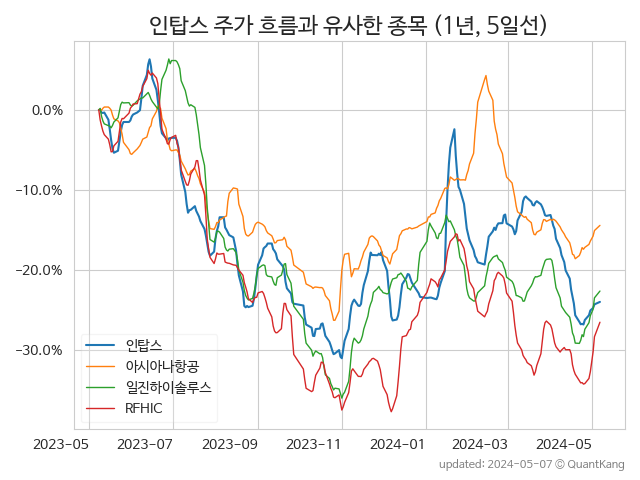 인탑스 주가 흐름과 유사한 종목 (1년, 5일선)
0.0%
−10.0%
−20.0%
−30.0%
인탑스
아시아나항공
일진하이솔루스
RFHIC
2023-05 2023-07 2023-09 2023-11 2024-01 2024-03 2024-05
updated: 2024-05-07 © QuantKang